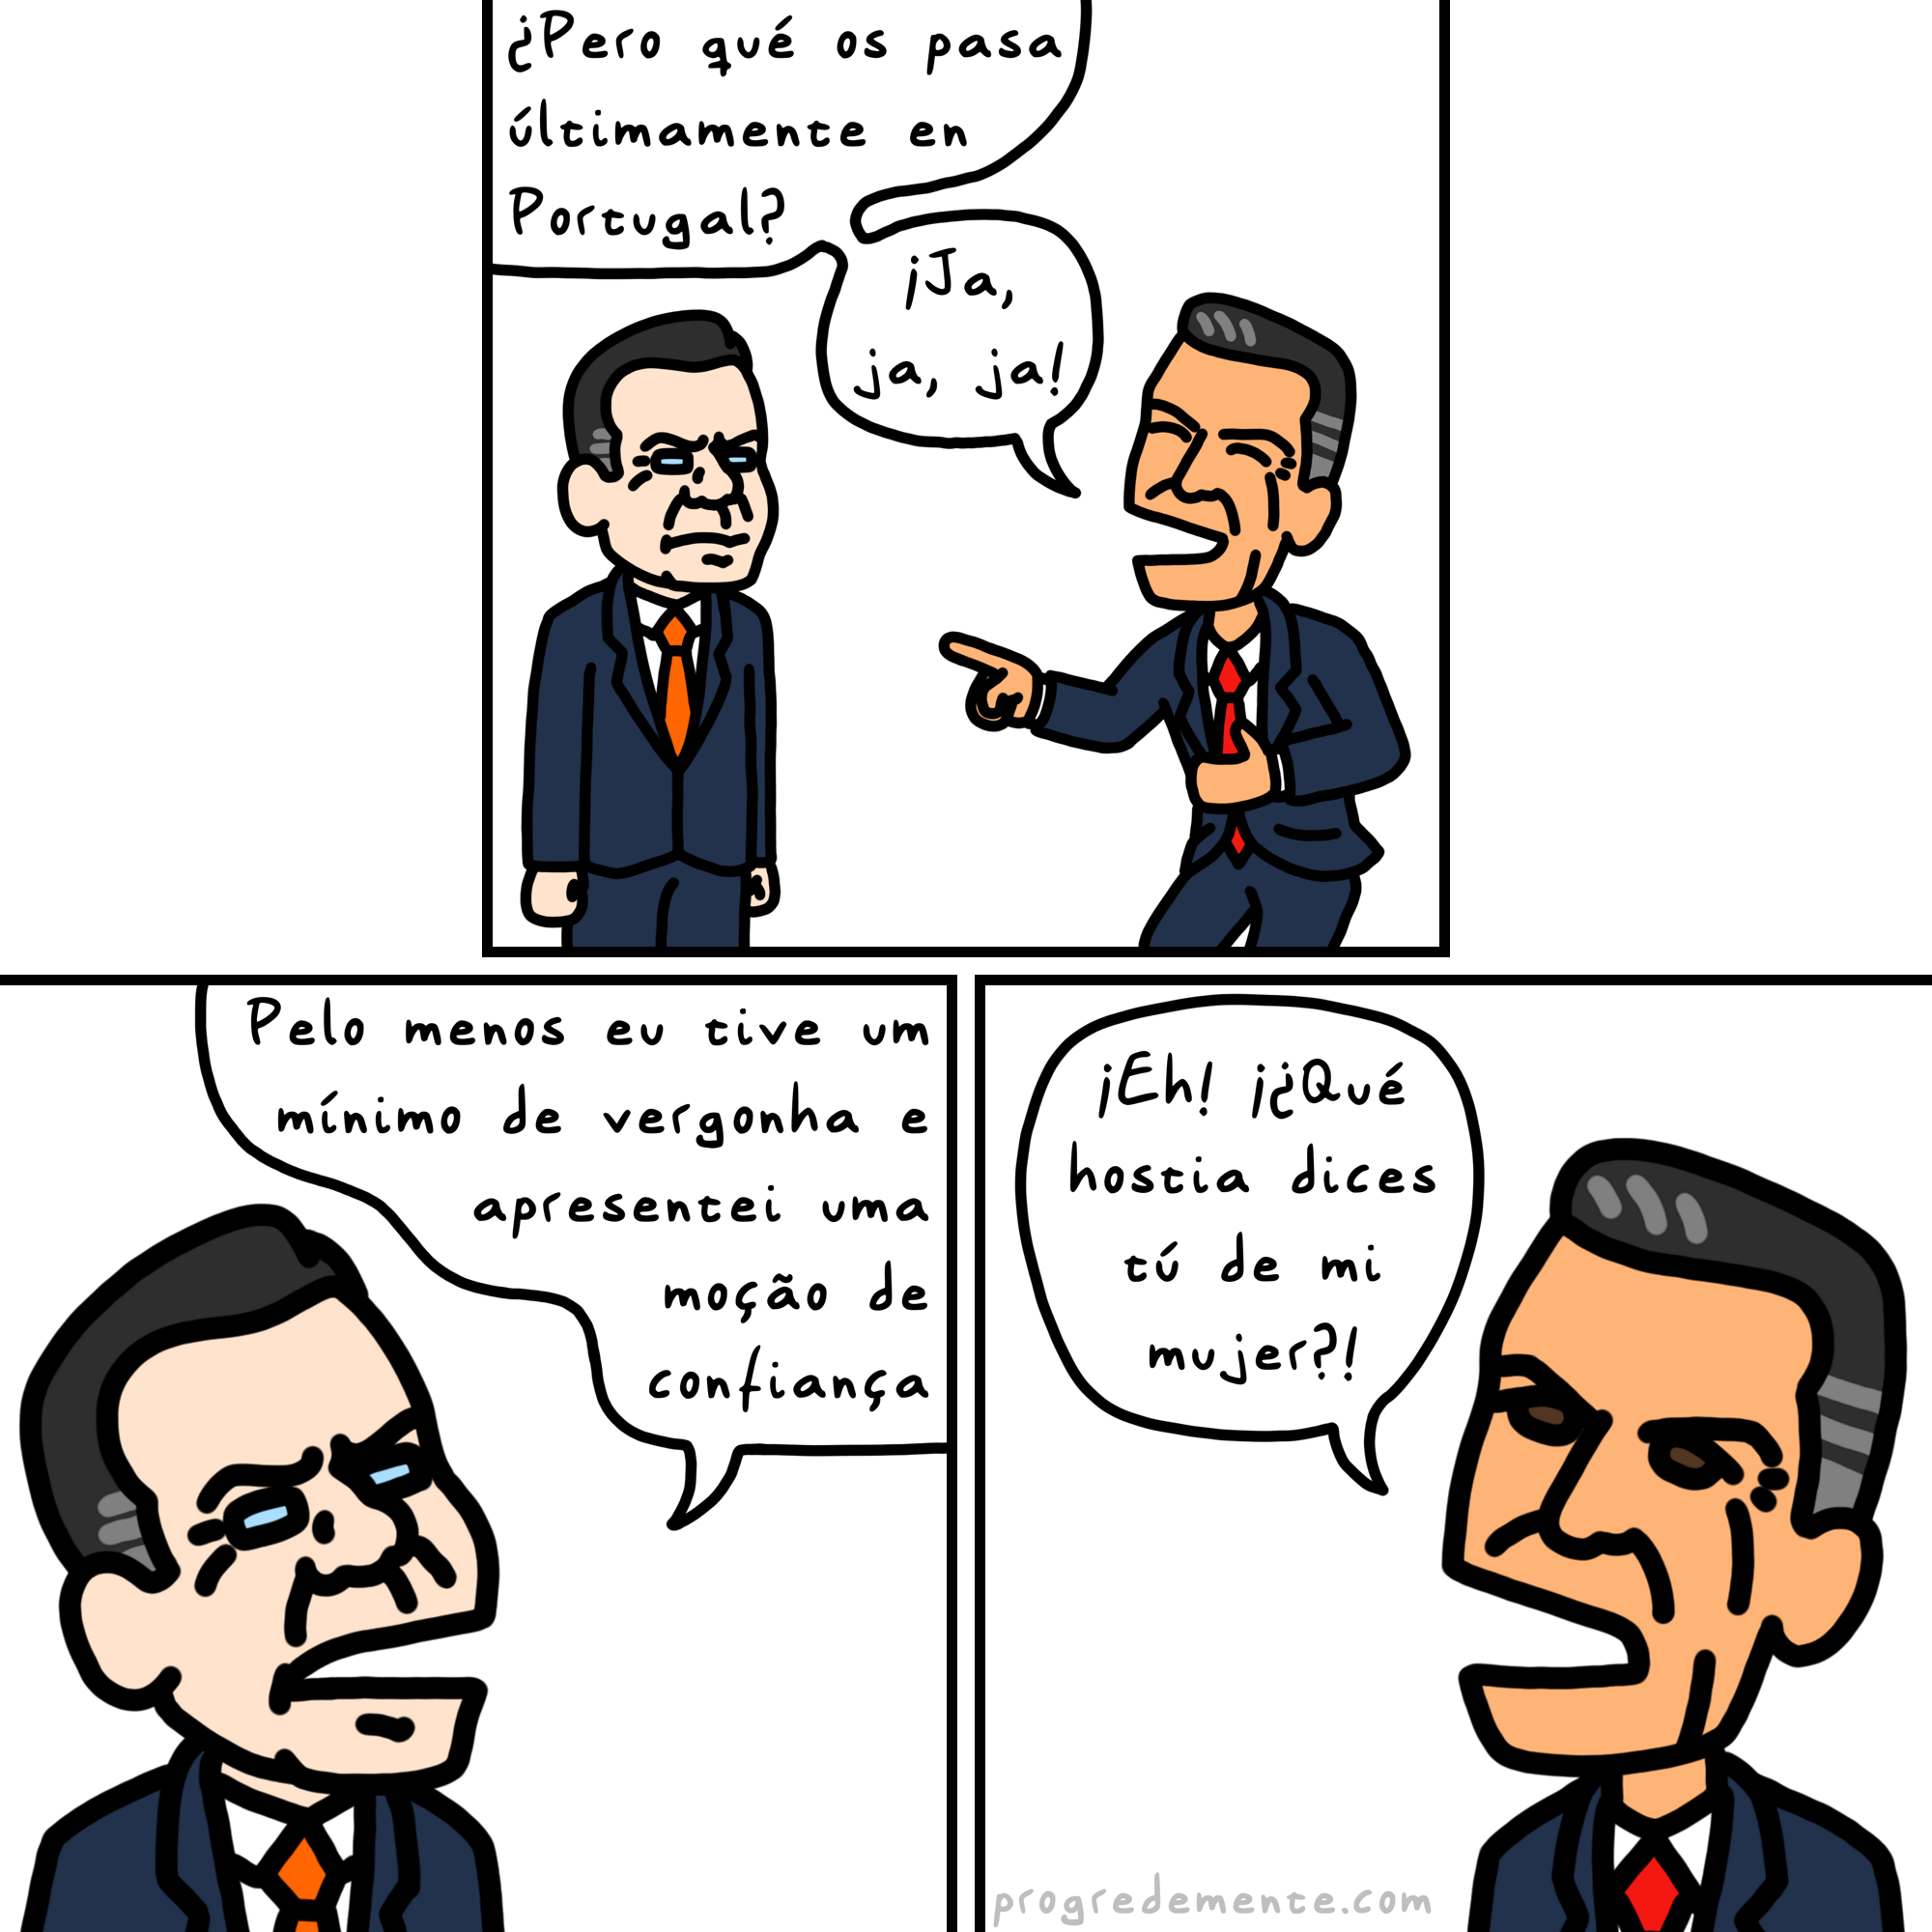 ¿Pero qué os pasa
últimamente en
Portugal?
¡Ja,
ja, ja!
Pelo menos eu tive um
mínimo de vergonha e
apresentei uma
moção de
confiança
¡Eh! ¡¿Qué
hostia dices
tú de mi
mujer?!
progredemente.com